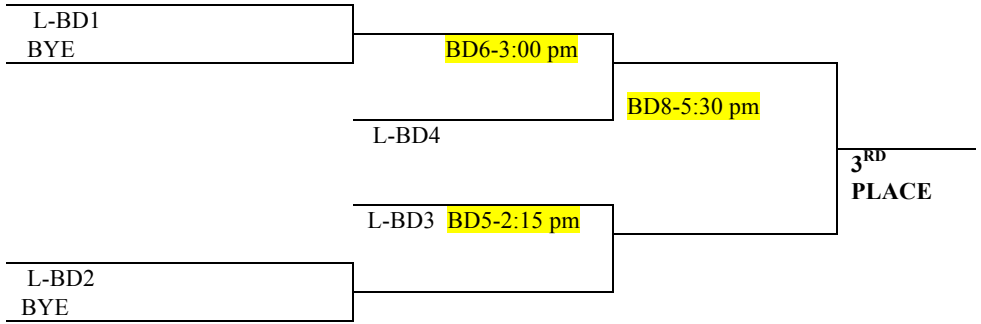 L-BD1
BYE
BD6-3:00 pm
BD8-5:30 pm
L-BD4
3RD
PLACE
L-BD3 BD5-2:15 pm
L-BD2
BYE